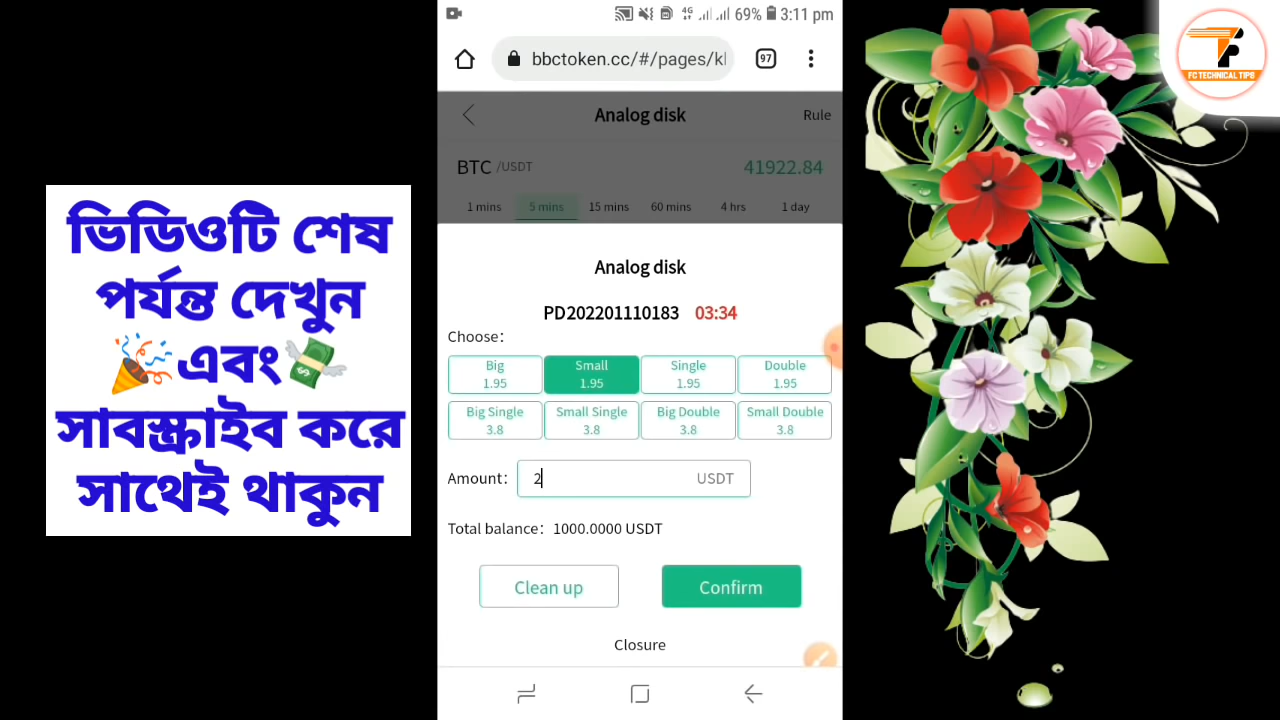 ভিডিওটি শেষ
পর্যন্ত দেখুন
এবং
সাবস্ক্রাইব করে
সাথেই থাকুন
4G 69% 3:11 pm
bbctoken.cc/#/pages/k
97
Analog disk Rule
BTC /USDT 41922.84
1 mins 5 mins 15 mins 60 mins 4 hrs 1 day
Analog disk
PD202201110183 03:34
Choose:
Big Small Single Double
1.95 1.95 1.95 1.95
Big Single Small Single Big Double Small Double
3.8 3.8 3.8 3.8
Amount: 2 USDT
Total balance: 1000.0000 USDT
Clean up Confirm
Closure
TF
FC TECHNICAL TIPS